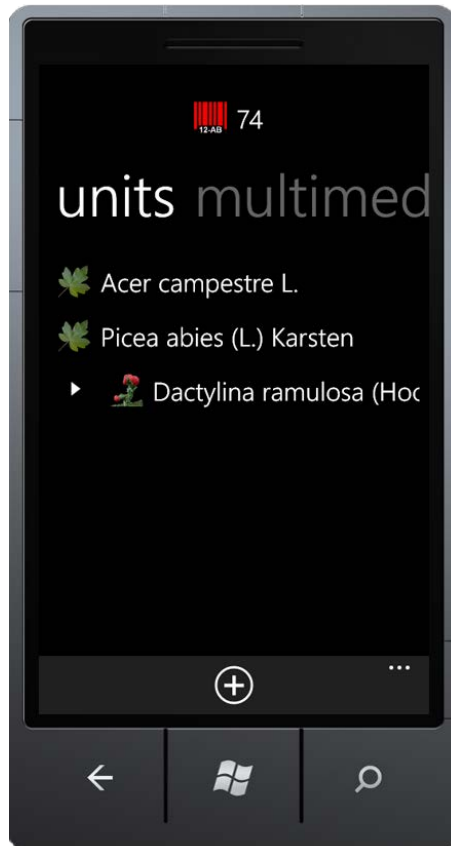 12-AB 74
units multimed
Acer campestre L.
Picea abies (L.) Karsten
Dactylina ramulosa (Hoc